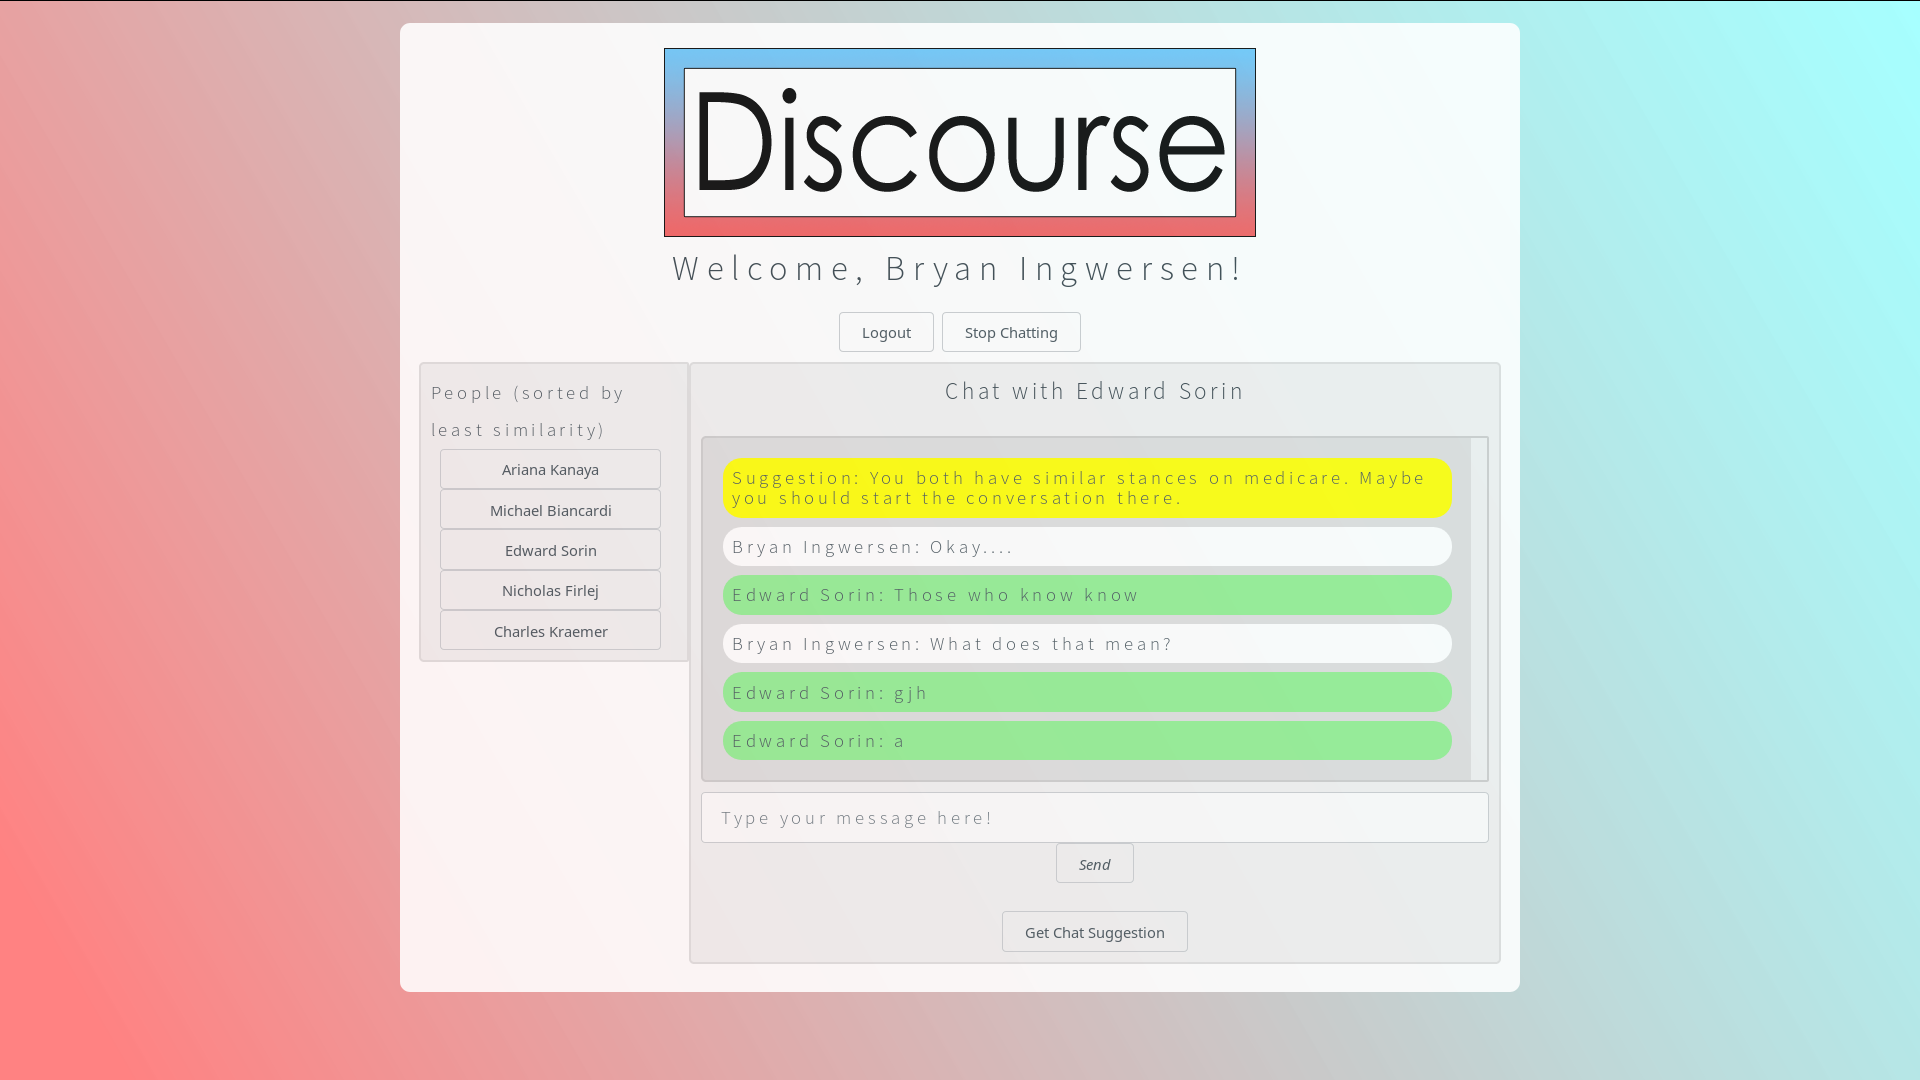 Discourse
Welcome, Bryan Ingwersen!
Logout
Stop Chatting
People (sorted by
least similarity)
Ariana Kanaya
Michael Biancardi
Edward Sorin
Nicholas Firlej
Charles Kraemer
Chat with Edward Sorin
Suggestion: You both have similar stances on medicare. Maybe
you should start the conversation there.
Bryan Ingwersen: Okay....
Edward Sorin: Those who know know
Bryan Ingwersen: What does that mean?
Edward Sorin: gjh
Edward Sorin: a
Type your message here!
Send
Get Chat Suggestion